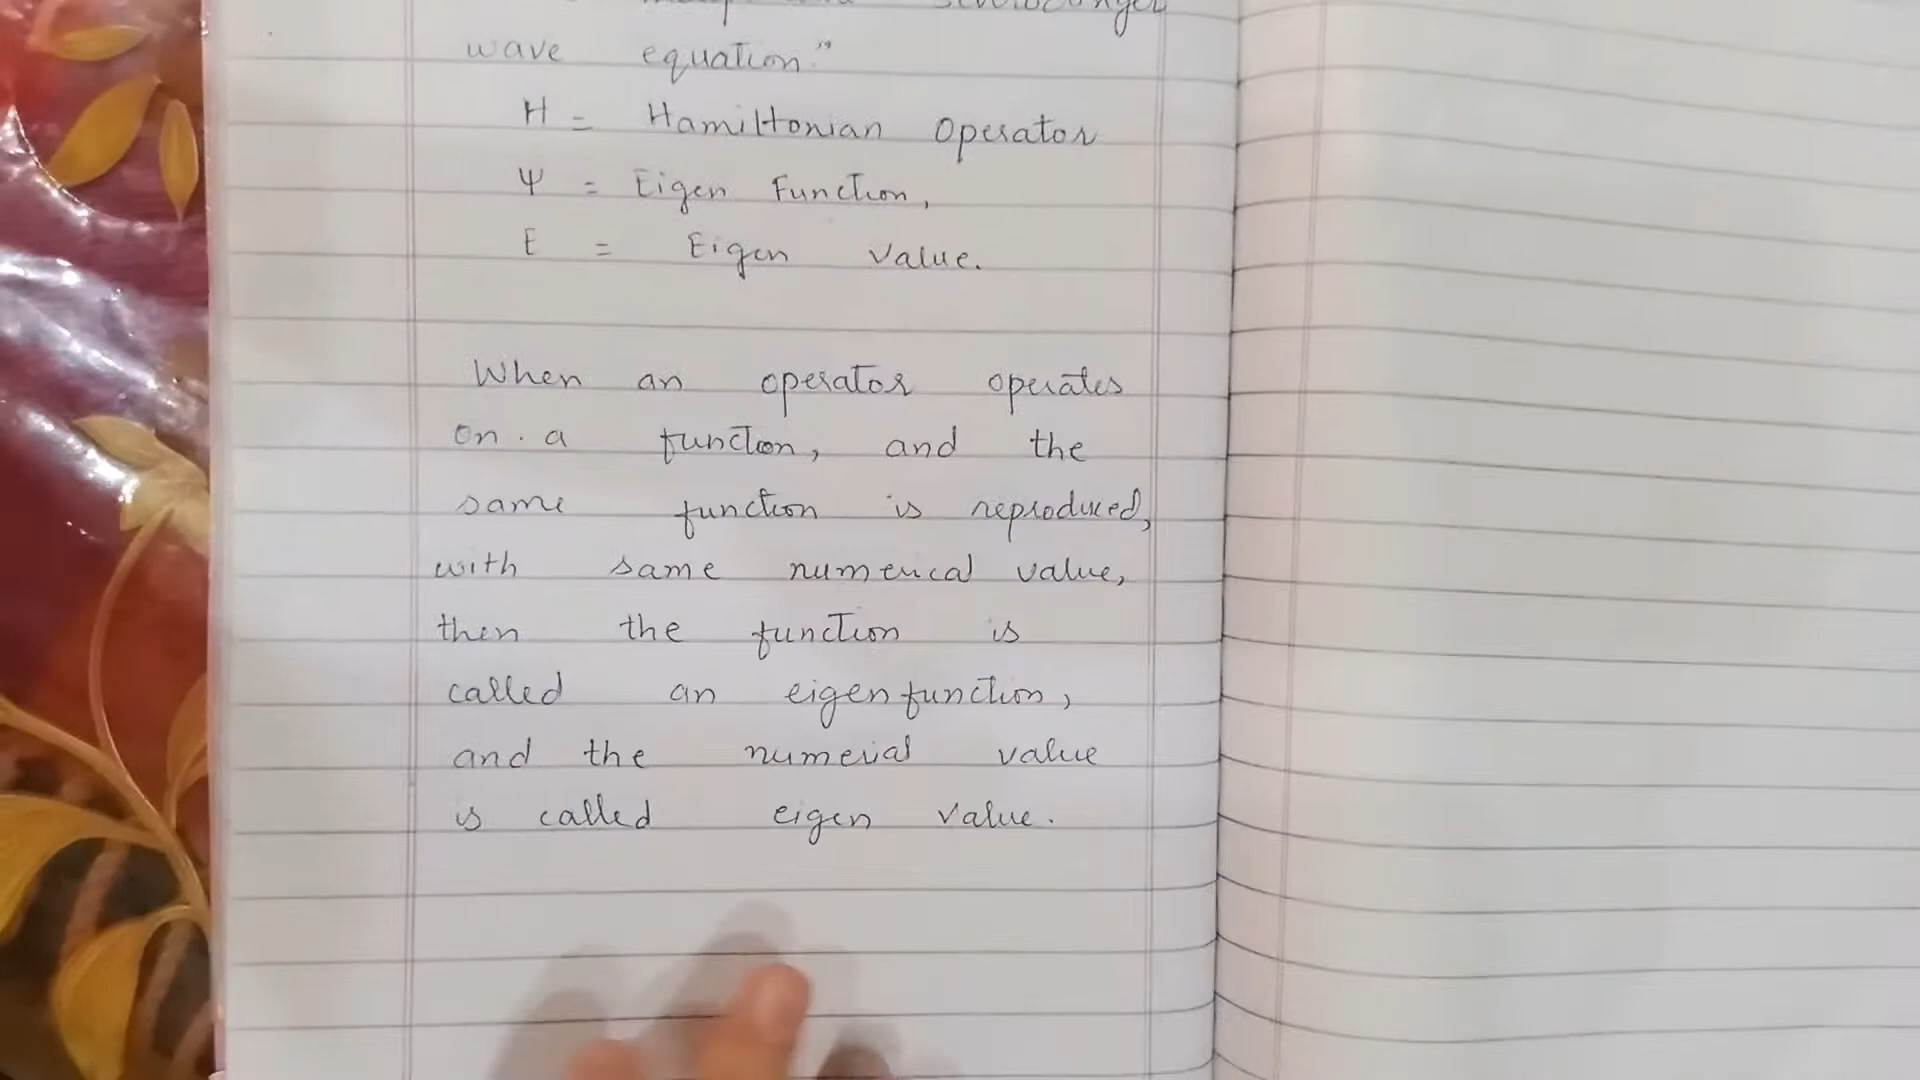 wave equation."
H = Hamiltonian Operator
Ψ = Eigen Function,
E = Eigen Value.
When an operator operates
on. a function, and the
same function is reproduced,
with same numerical value,
then the function is
called an eigenfunction,
and the numerial value
is called eigen value.